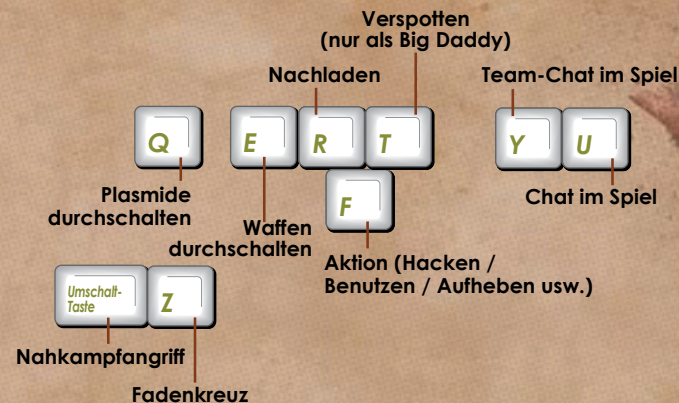 Verspotten
(nur als Big Daddy)
Nachladen
Team-Chat im Spiel
Q
E
R
T
Y
U
Plasmide
durchschalten
Waffen
durchschalten
F
Chat im Spiel
Aktion (Hacken /
Benutzen / Aufheben usw.)
Umschalt-
Taste
Z
Nahkampfangriff
Fadenkreuz